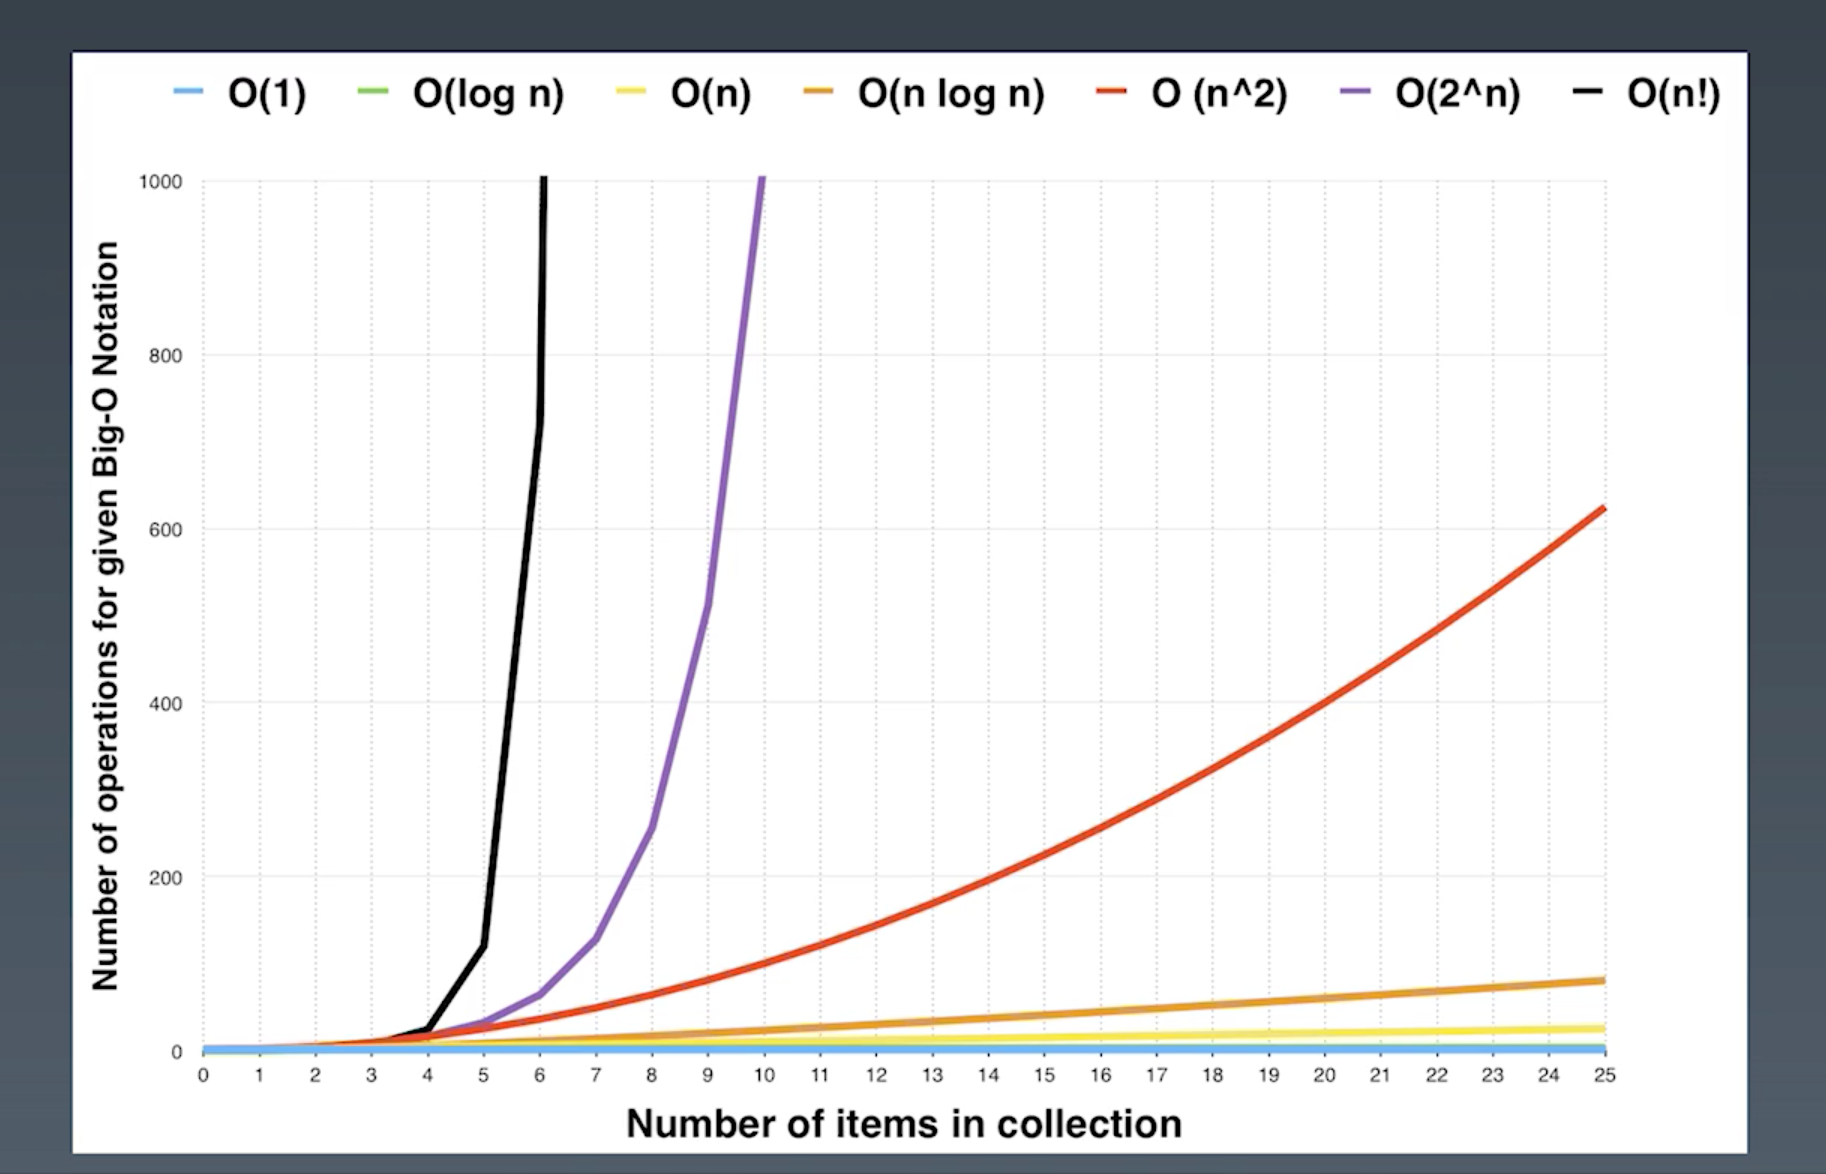 O(1) O(log n) O(n) O(n log n) O (n^2) O(2^n) O(n!)
Number of operations for given Big-O Notation
1000
800
600
400
200
0
0 1 2 3 4 5 6 7 8 9 10 11 12 13 14 15 16 17 18 19 20 21 22 23 24 25
Number of items in collection